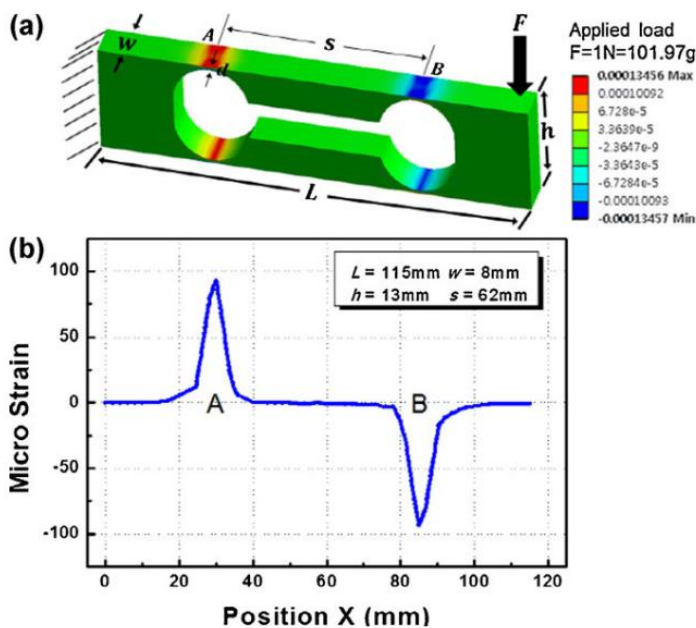 (a)
w
A
s
B
d
F
h
L
Applied load
F=1N=101.97g
0.00013456 Max
0.00010092
6.728e-5
3.3639e-5
-2.3647e-9
-3.3643e-5
-6.7284e-5
-0.00010093
-0.00013457 Min
(b)
L = 115mm w = 8mm
h = 13mm s = 62mm
100
50
0
-50
-100
A
B
Micro Strain
0 20 40 60 80 100 120
Position X (mm)